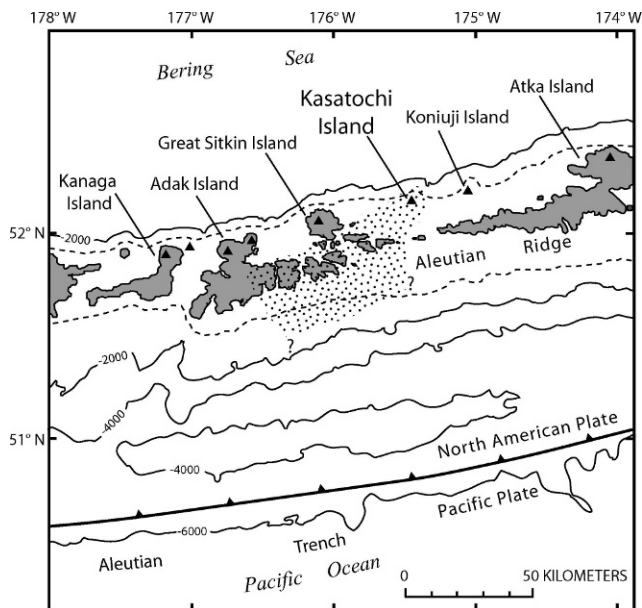 178°W
177°W
176°W
175°W
174°W
Bering Sea
Kasatochi
Island
Atka Island
Koniuji Island
Great Sitkin Island
Kanaga
Island
Adak Island
-2000
52°N
Aleutian Ridge
?
?
-2000
-4000
51°N
-4000
North American Plate
Pacific Plate
-6000
Aleutian Trench
Pacific Ocean
0 50 KILOMETERS